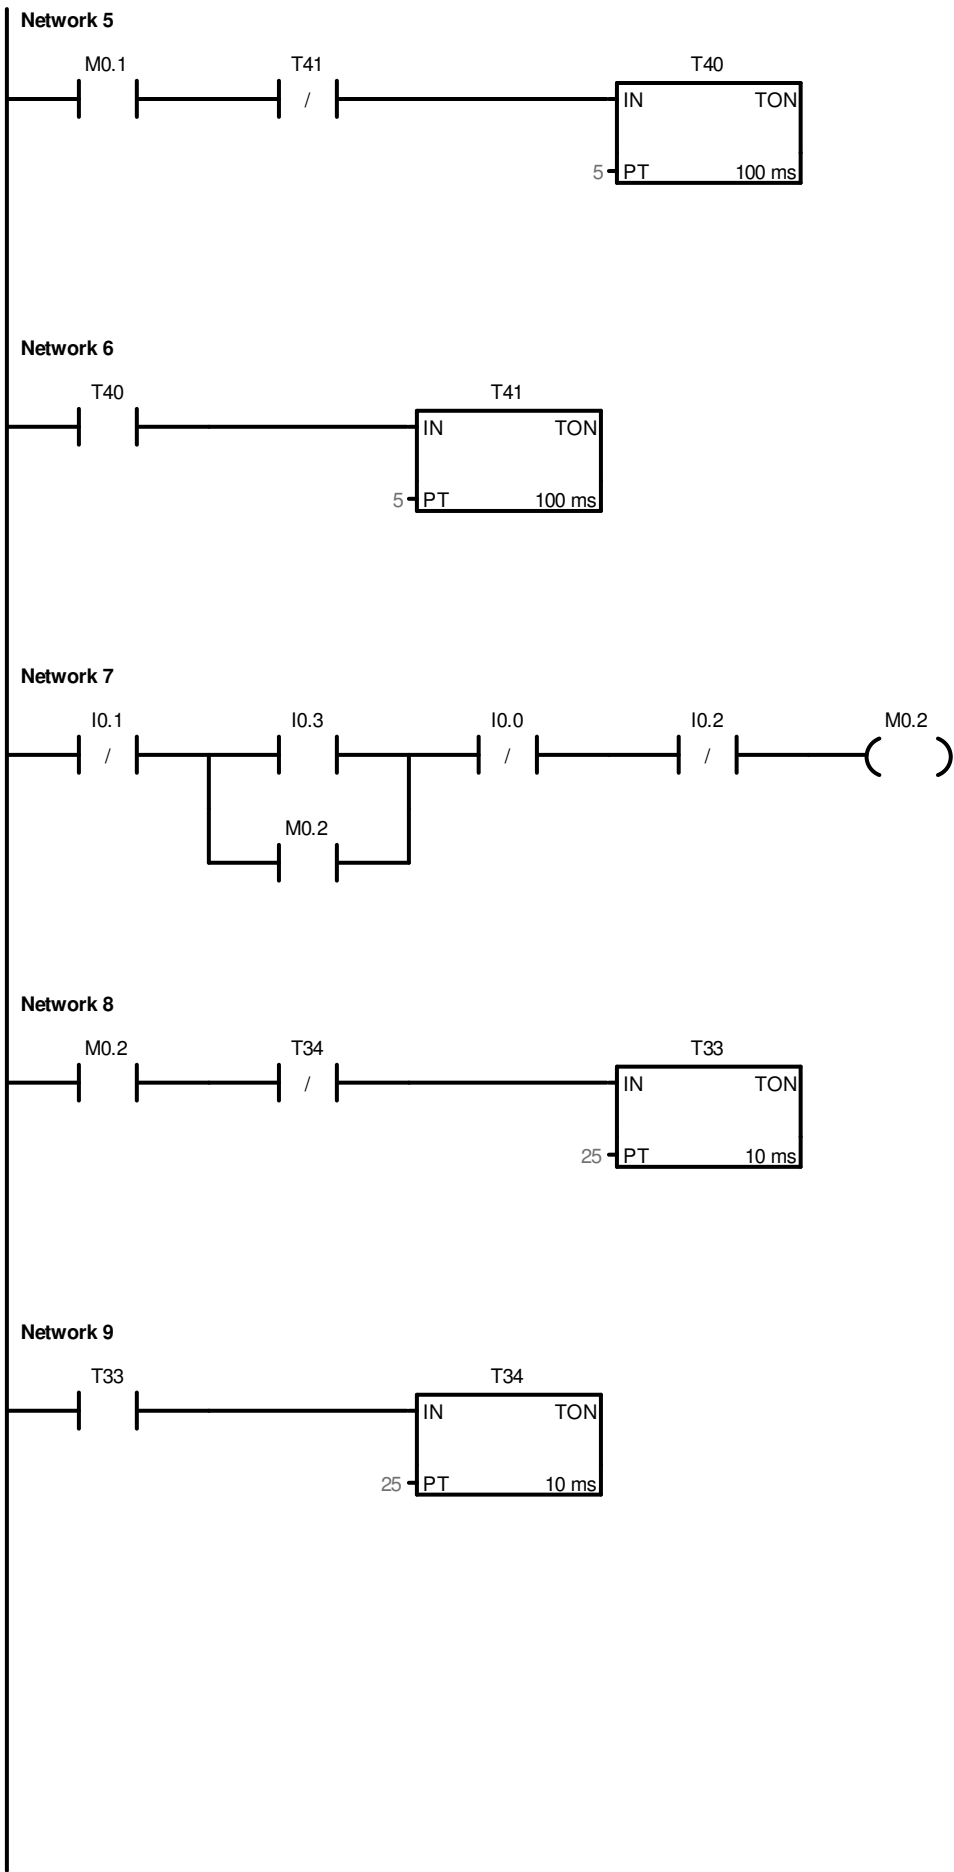 Network 5
M0.1 T41 T40
/ IN TON
5 PT 100 ms
Network 6
T40 T41
IN TON
5 PT 100 ms
Network 7
I0.1 I0.3 I0.0 I0.2 M0.2
/ / /
M0.2
Network 8
M0.2 T34 T33
/ IN TON
25 PT 10 ms
Network 9
T33 T34
IN TON
25 PT 10 ms